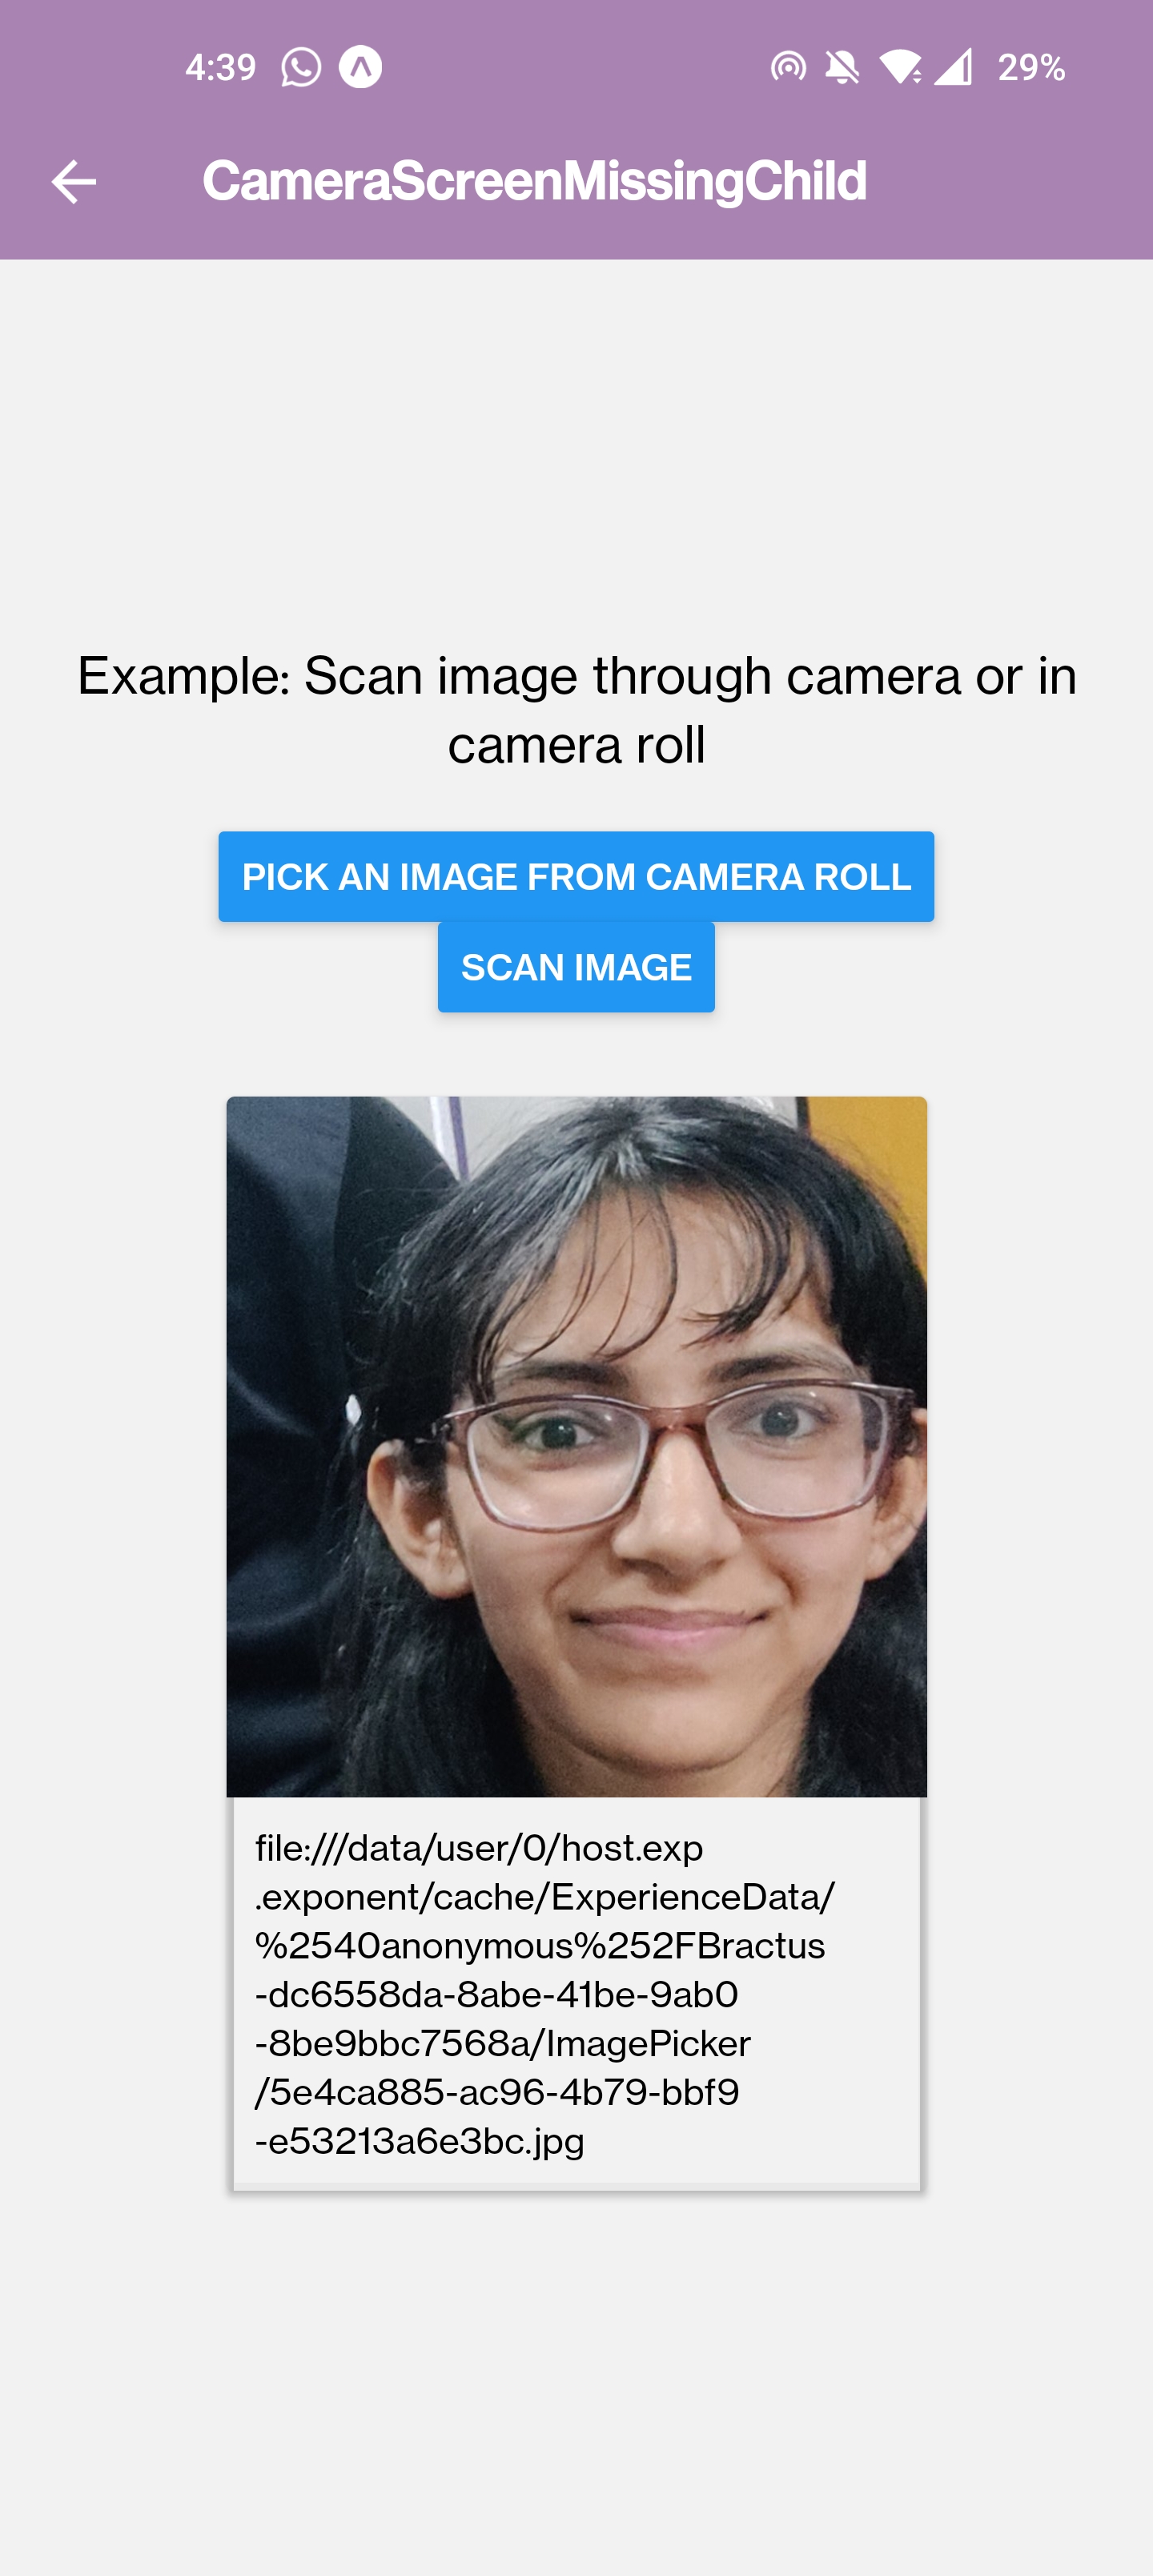 4:39 29%
CameraScreenMissingChild
Example: Scan image through camera or in
camera roll
PICK AN IMAGE FROM CAMERA ROLL
SCAN IMAGE
file:///data/user/0/host.exp
.exponent/cache/ExperienceData/
%2540anonymous%252FBractus
-dc6558da-8abe-41be-9ab0
-8be9bbc7568a/ImagePicker
/5e4ca885-ac96-4b79-bbf9
-e53213a6e3bc.jpg